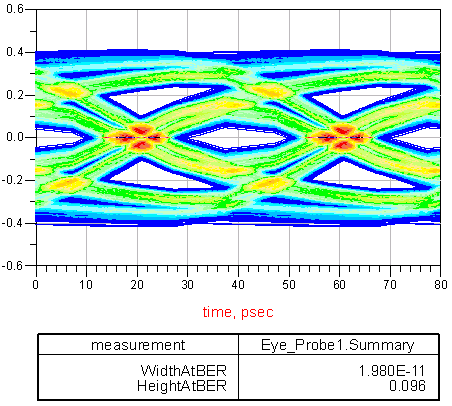 0.6
0.4
0.2
0.0
-0.2
-0.4
-0.6
0 10 20 30 40 50 60 70 80
time, psec
measurement Eye_Probe1.Summary
WidthAtBER 1.980E-11
HeightAtBER 0.096